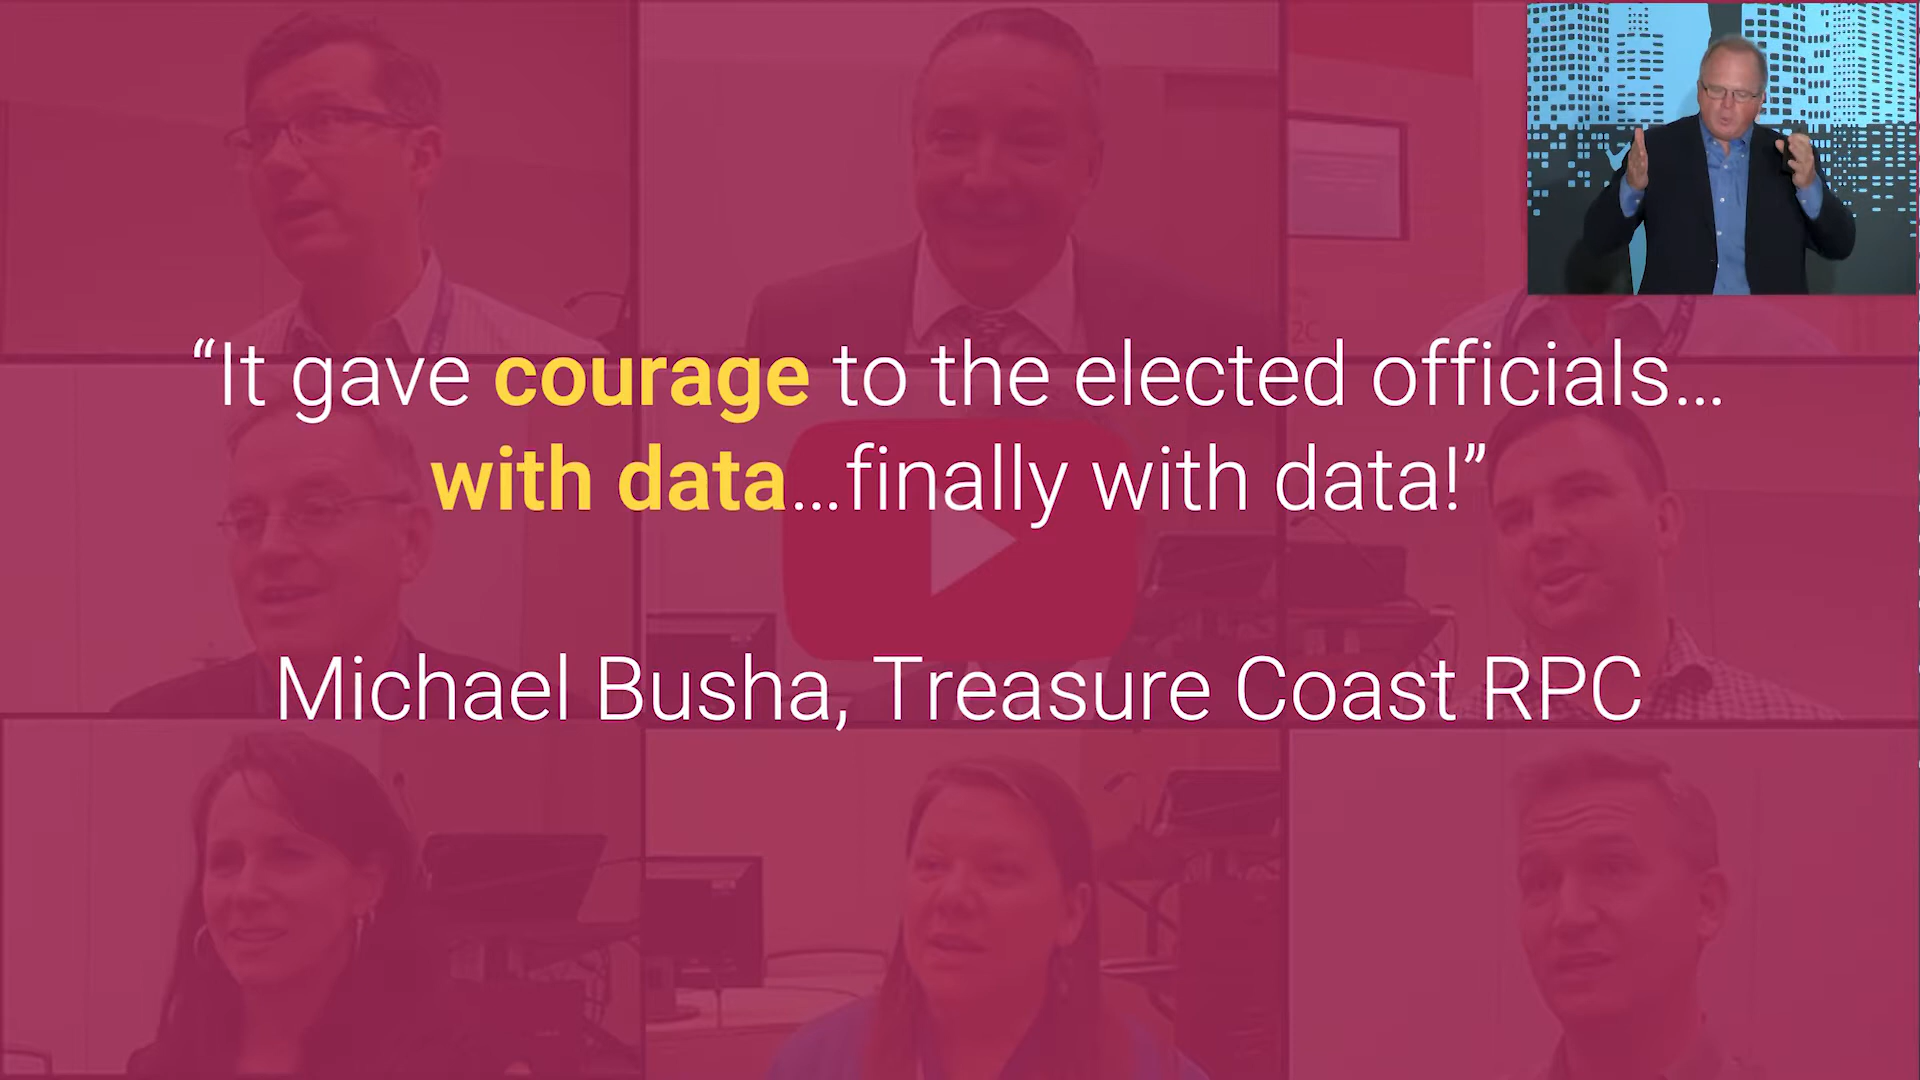 “It gave courage to the elected officials...
with data...finally with data!”
Michael Busha, Treasure Coast RPC